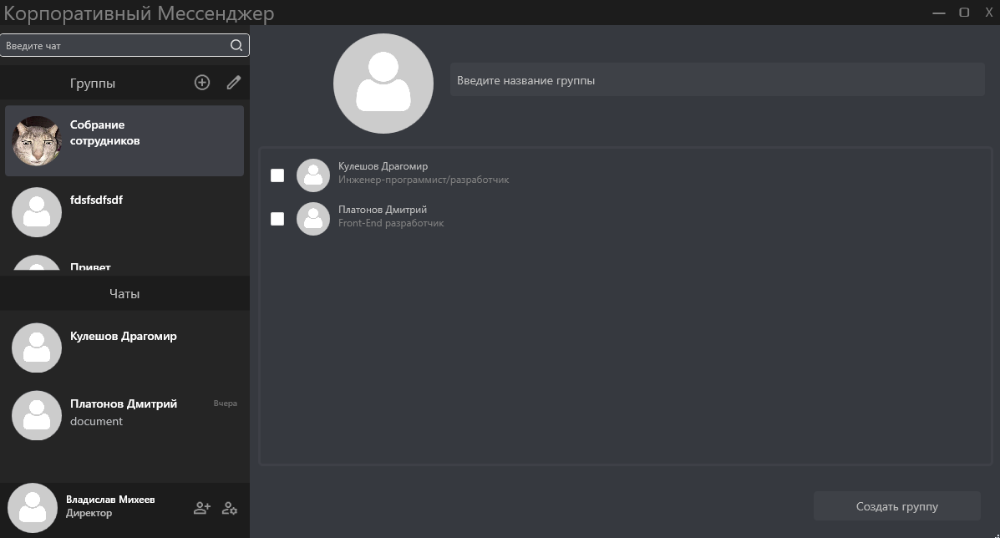 Корпоративный Мессенджер
X
Введите чат
Группы
Собрание
сотрудников
fdsfsdfsdf
Привет
Чаты
Кулешов Драгомир
Платонов Дмитрий
Вчера
document
Владислав Михеев
Директор
Введите название группы
Кулешов Драгомир
Инженер-программист/разработчик
Платонов Дмитрий
Front-End разработчик
Создать группу